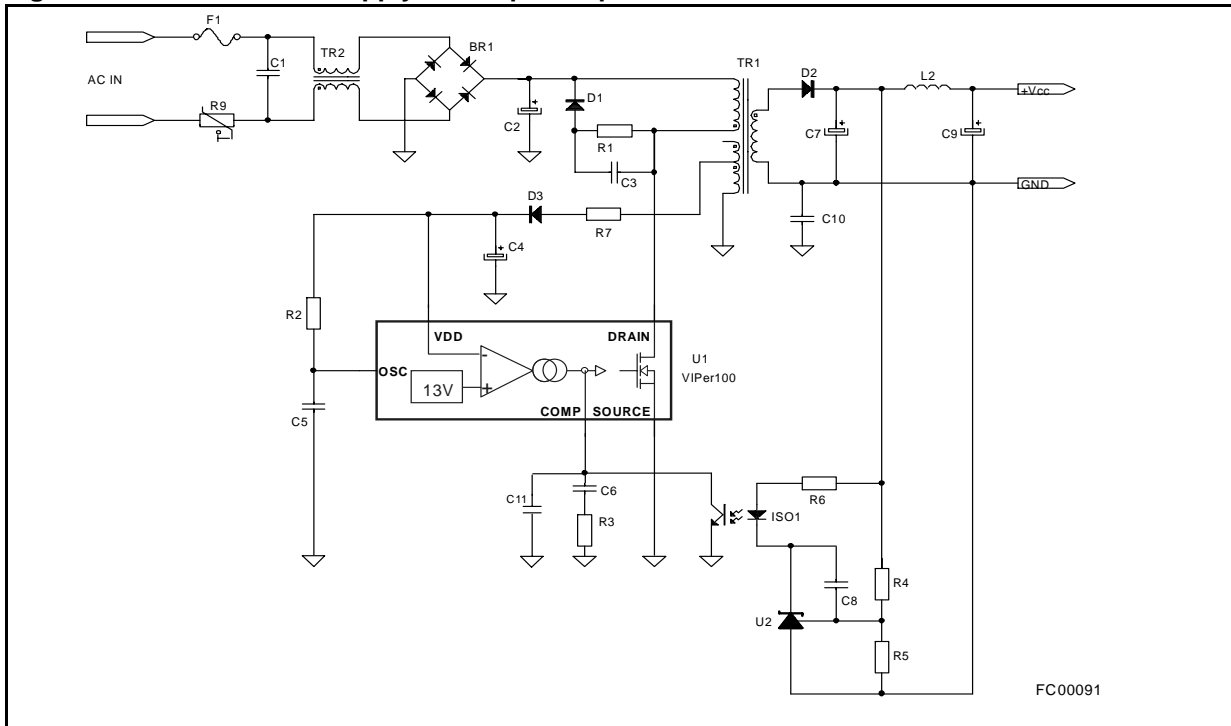 F1
BR1
TR2
TR1
D2
L2
+Vcc
AC IN
C1
D1
R9
C2
R1
C7
C9
C3
GND
D3
C10
R7
C4
R2
VDD
DRAIN
U1
VIPer100
OSC
13V
-
+
COMP
SOURCE
C5
C11
C6
R6
R3
ISO1
C8
R4
U2
R5
FC00091